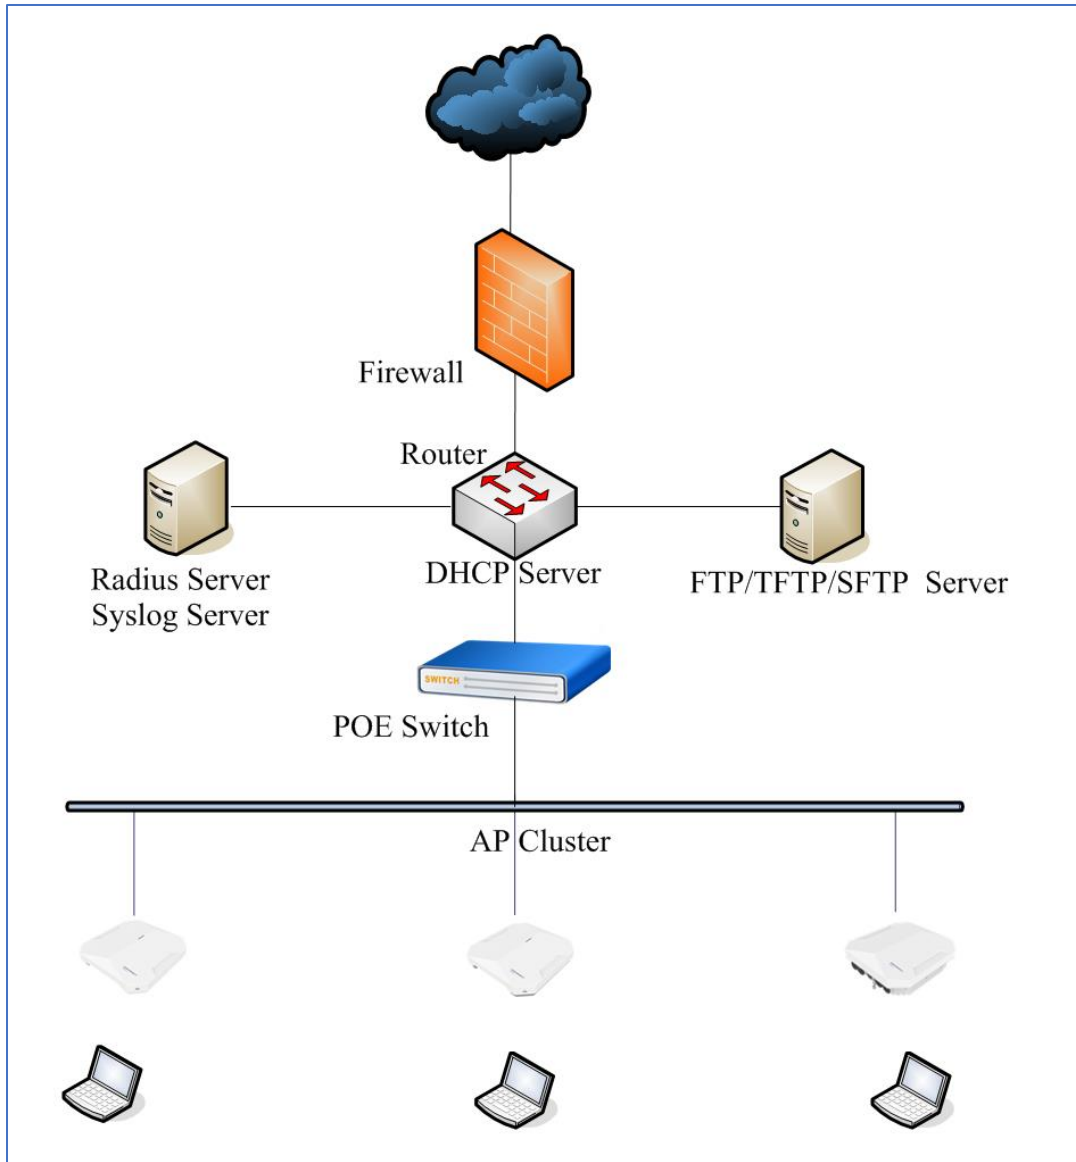 Firewall
Router
DHCP Server
Radius Server
Syslog Server
FTP/TFTP/SFTP Server
SWITCH
POE Switch
AP Cluster